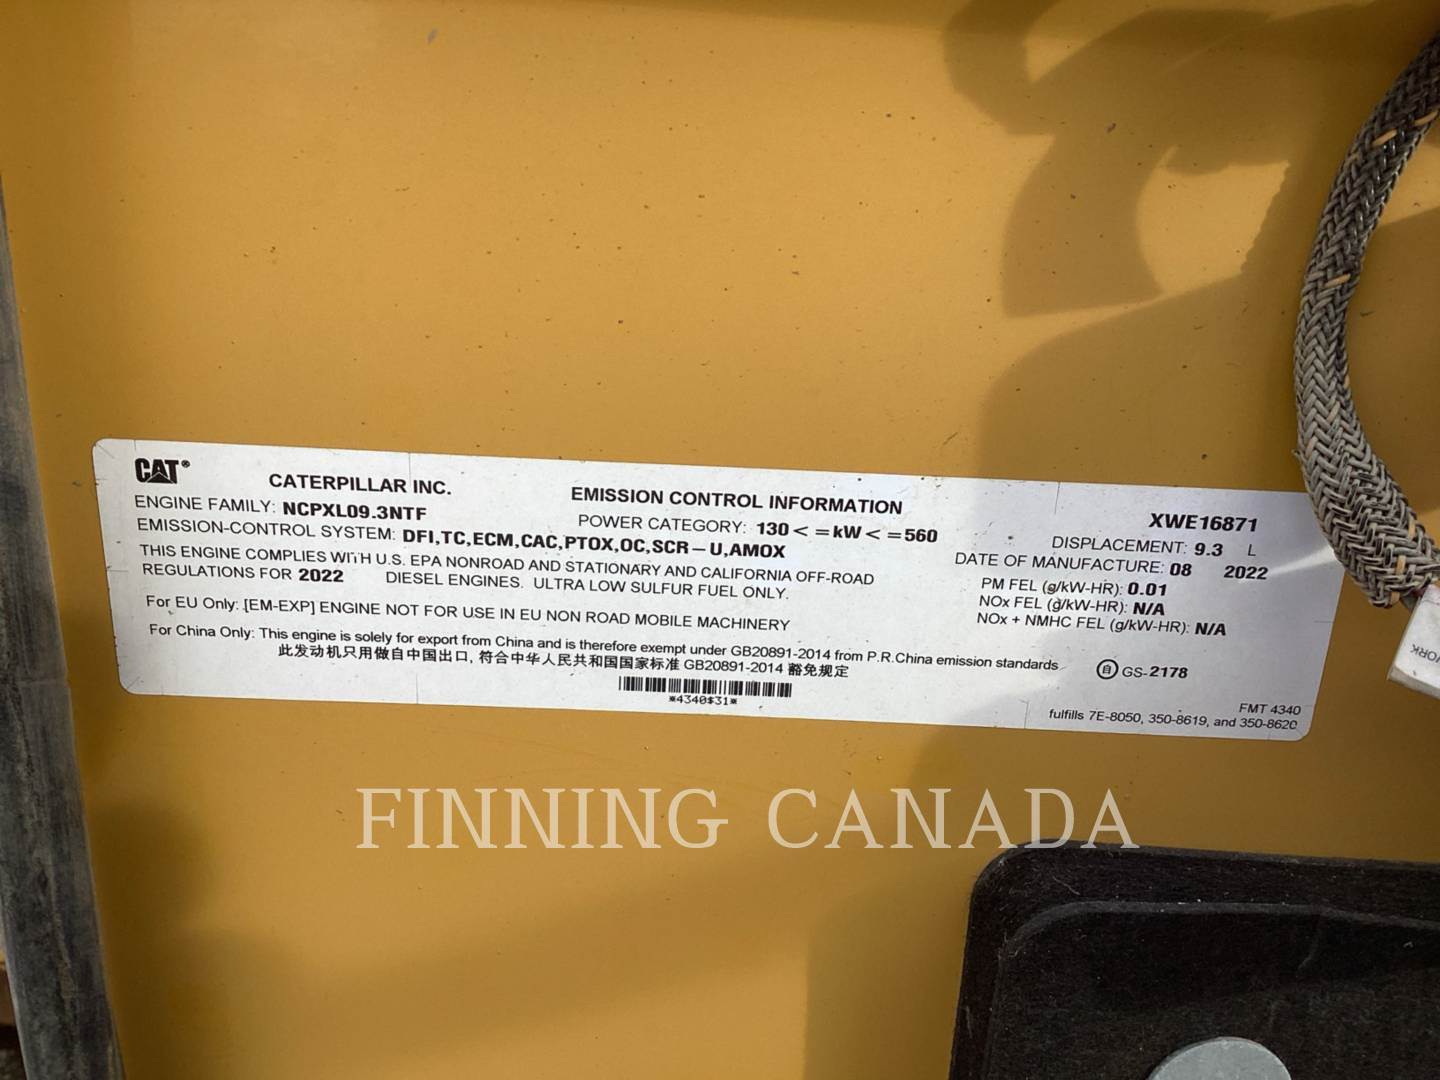 CAT®
CATERPILLAR INC.
EMISSION CONTROL INFORMATION
XWE16871
ENGINE FAMILY: NCPXL09.3NTF
POWER CATEGORY: 130<=kW<=560
DISPLACEMENT: 9.3 L
EMISSION-CONTROL SYSTEM: DFI,TC,ECM,CAC,PTOX,OC,SCR-U,AMOX
DATE OF MANUFACTURE: 08 2022
THIS ENGINE COMPLIES WITH U.S. EPA NONROAD AND STATIONARY AND CALIFORNIA OFF-ROAD
REGULATIONS FOR 2022 DIESEL ENGINES. ULTRA LOW SULFUR FUEL ONLY.
PM FEL (g/kW-HR): 0.01
NOx FEL (g/kW-HR): N/A
NOx + NMHC FEL (g/kW-HR): N/A
For EU Only: [EM-EXP] ENGINE NOT FOR USE IN EU NON ROAD MOBILE MACHINERY
For China Only: This engine is solely for export from China and is therefore exempt under GB20891-2014 from P.R.China emission standards
此发动机只用做自中国出口, 符合中华人民共和国国家标准 GB20891-2014 豁免规定
自 GS-2178
*4340$31*
FMT 4340
fulfills 7E-8050, 350-8619, and 350-8620
WORK
FINNING CANADA